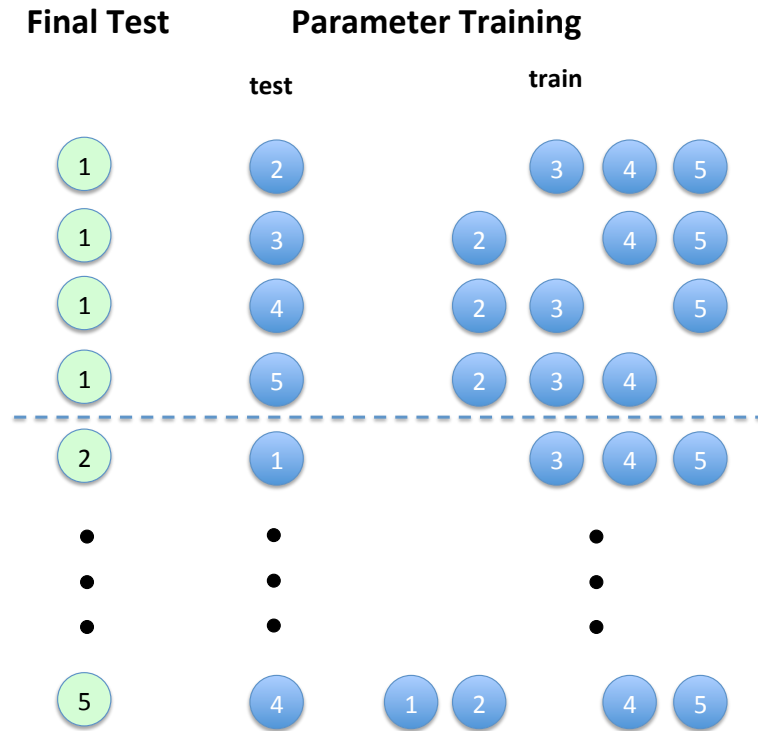 Final Test Parameter Training
test train
1 2 3 4 5
1 3 2 4 5
1 4 2 3 5
1 5 2 3 4
2 1 3 4 5
5 4 1 2 4 5